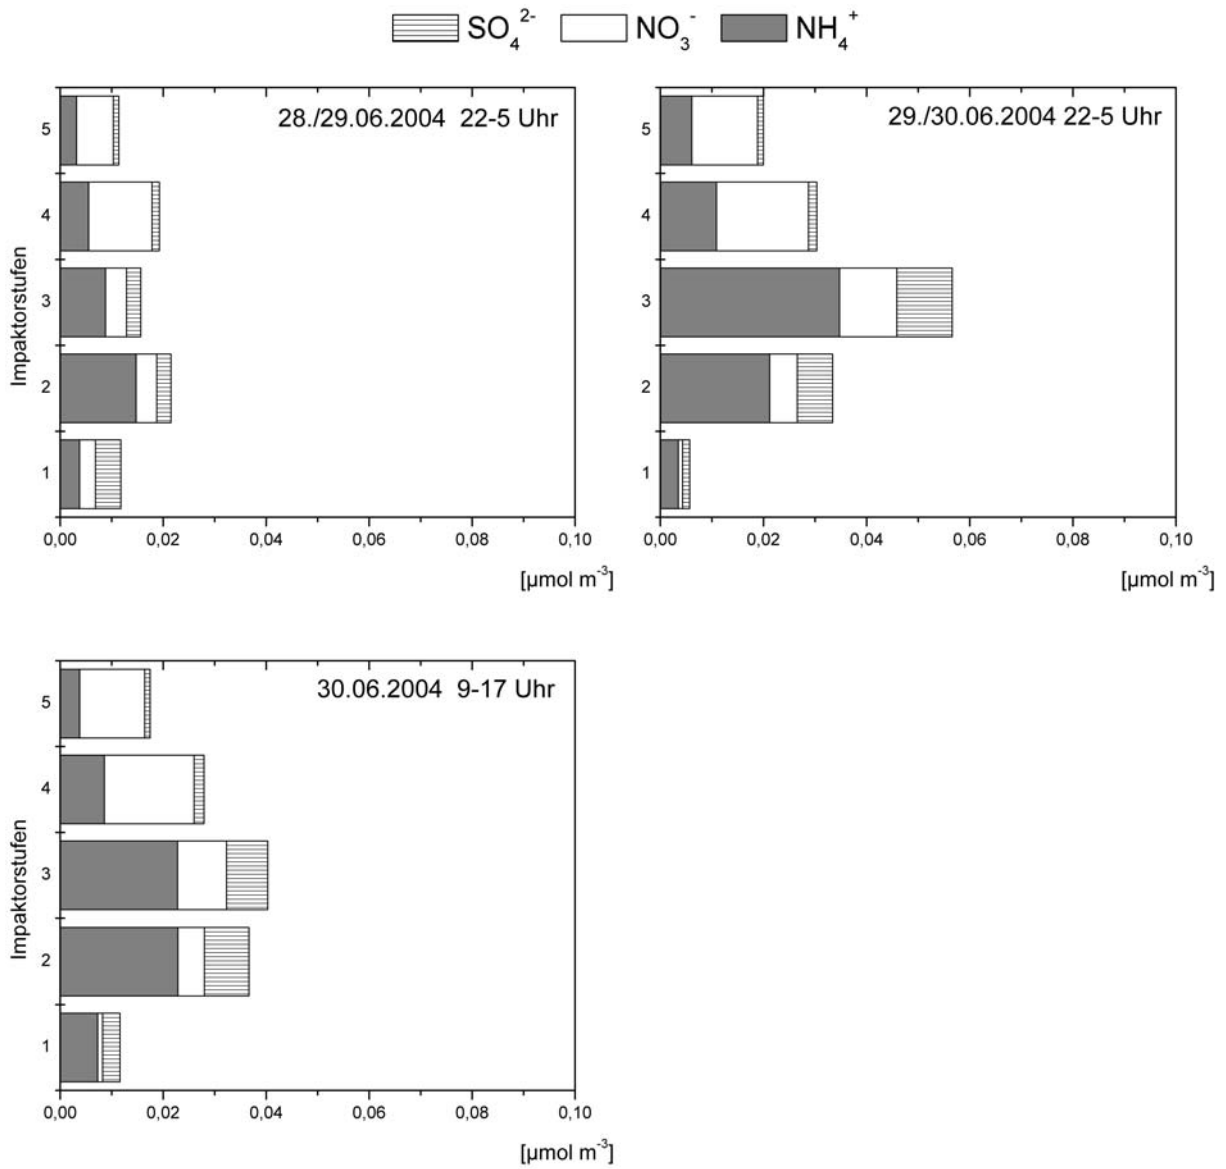 SO₄²⁻ NO₃⁻ NH₄⁺
28./29.06.2004 22-5 Uhr
Impaktorstufen
5
4
3
2
1
0,00 0,02 0,04 0,06 0,08 0,10
[µmol m⁻³]
29./30.06.2004 22-5 Uhr
5
4
3
2
1
0,00 0,02 0,04 0,06 0,08 0,10
[µmol m⁻³]
30.06.2004 9-17 Uhr
Impaktorstufen
5
4
3
2
1
0,00 0,02 0,04 0,06 0,08 0,10
[µmol m⁻³]